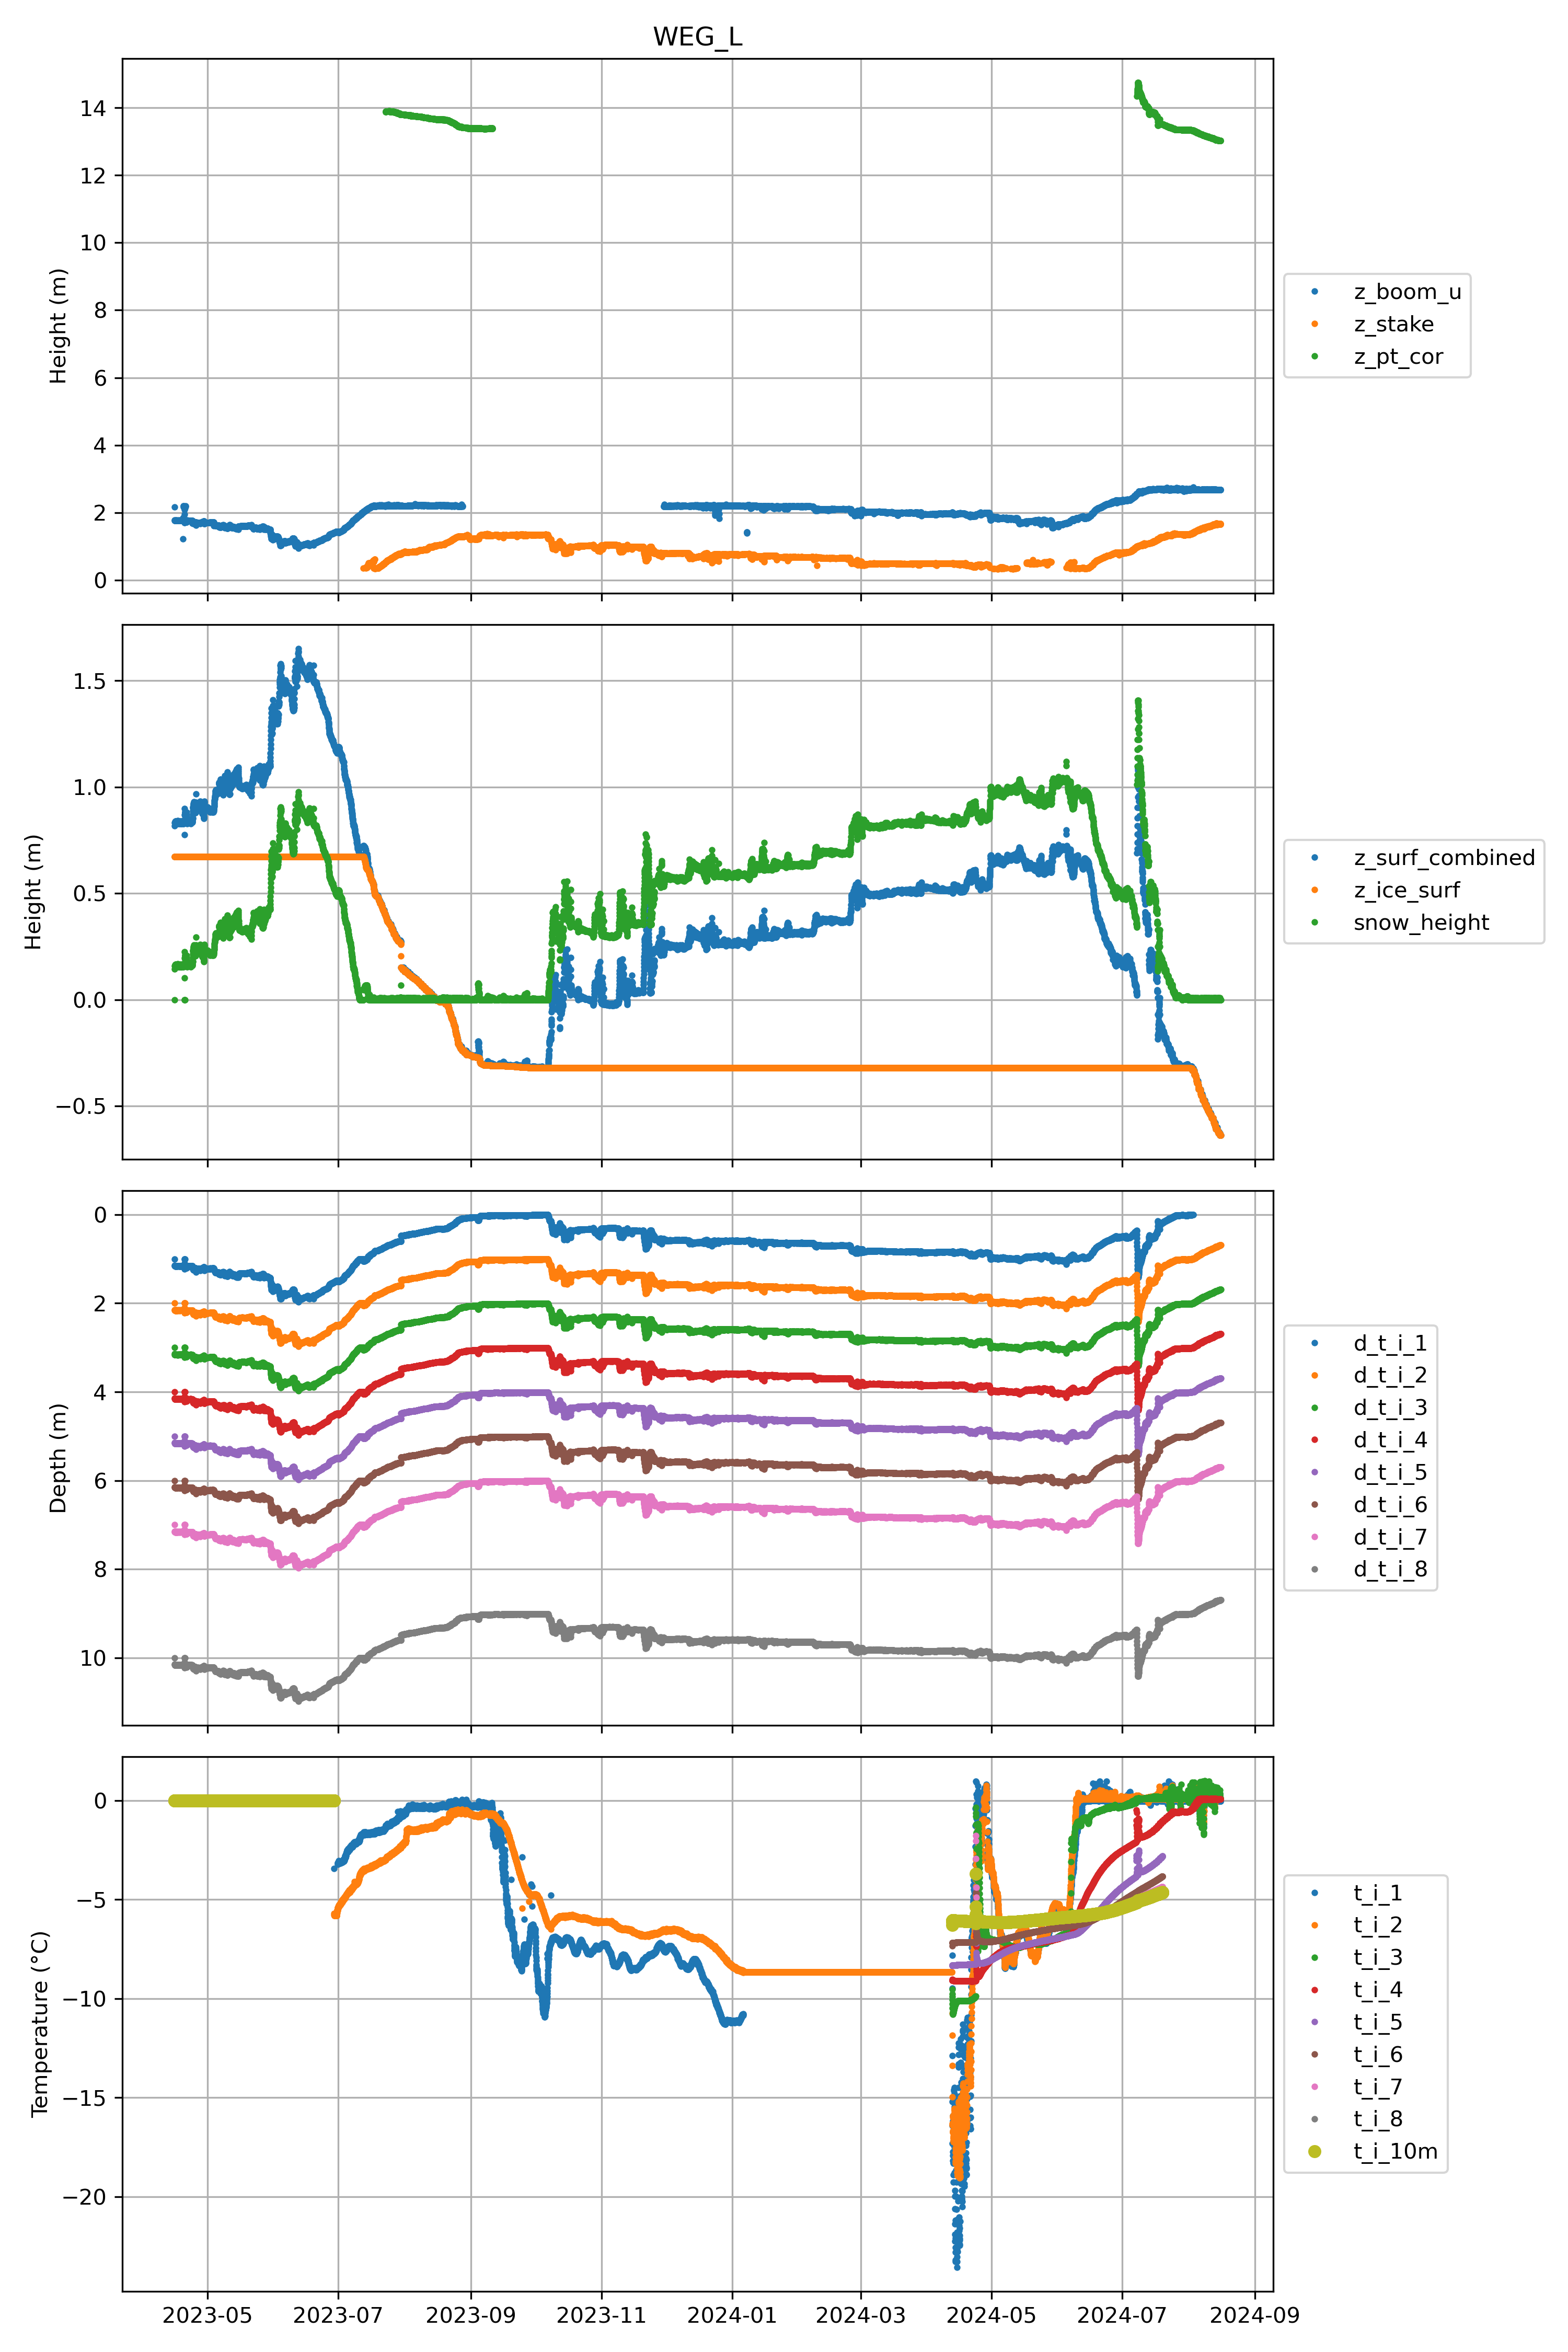 WEG_L
Height (m)
14
12
10
8
6
4
2
0
z_boom_u
z_stake
z_pt_cor
Height (m)
1.5
1.0
0.5
0.0
−0.5
z_surf_combined
z_ice_surf
snow_height
Depth (m)
0
2
4
6
8
10
d_t_i_1
d_t_i_2
d_t_i_3
d_t_i_4
d_t_i_5
d_t_i_6
d_t_i_7
d_t_i_8
Temperature (°C)
0
−5
−10
−15
−20
t_i_1
t_i_2
t_i_3
t_i_4
t_i_5
t_i_6
t_i_7
t_i_8
t_i_10m
2023-05 2023-07 2023-09 2023-11 2024-01 2024-03 2024-05 2024-07 2024-09